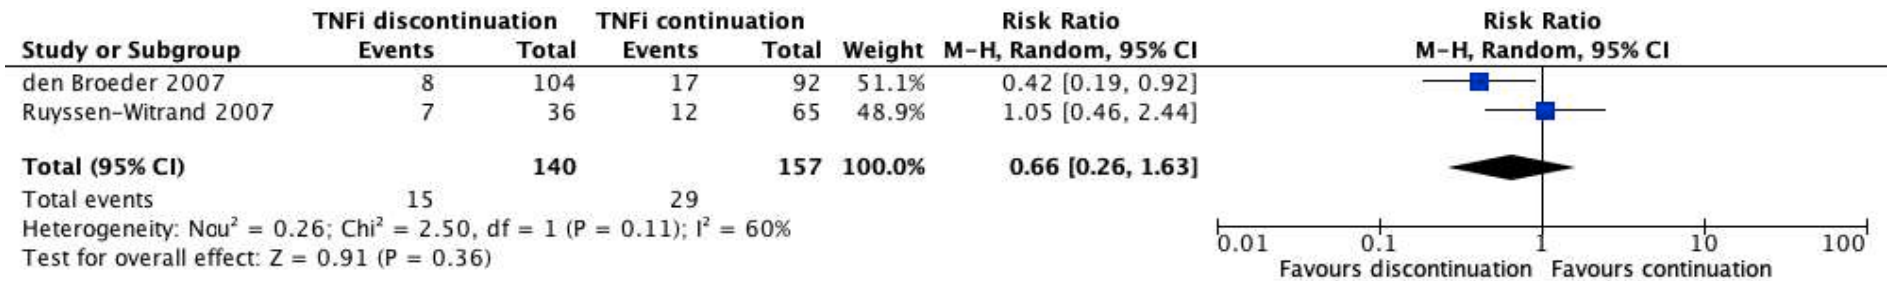 TNFi discontinuation TNFi continuation Risk Ratio Risk Ratio
Study or Subgroup Events Total Events Total Weight M-H, Random, 95% CI M-H, Random, 95% CI
den Broeder 2007 8 104 17 92 51.1% 0.42 [0.19, 0.92]
Ruyssen-Witrand 2007 7 36 12 65 48.9% 1.05 [0.46, 2.44]
Total (95% CI) 140 157 100.0% 0.66 [0.26, 1.63]
Total events 15 29
Heterogeneity: Nou² = 0.26; Chi² = 2.50, df = 1 (P = 0.11); I² = 60%
Test for overall effect: Z = 0.91 (P = 0.36)
0.01 0.1 1 10 100
Favours discontinuation Favours continuation